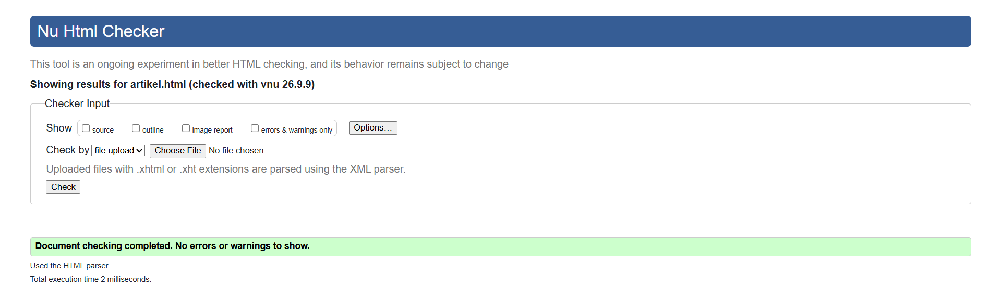 Nu Html Checker
This tool is an ongoing experiment in better HTML checking, and its behavior remains subject to change
Showing results for artikel.html (checked with vnu 26.9.9)
Checker Input
Show source outline image report errors & warnings only Options…
Check by file upload Choose File No file chosen
Uploaded files with .xhtml or .xht extensions are parsed using the XML parser.
Check
Document checking completed. No errors or warnings to show.
Used the HTML parser.
Total execution time 2 milliseconds.